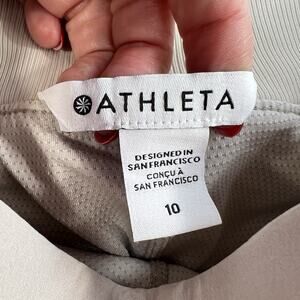 ATHLETA
DESIGNED IN
SAN FRANCISCO
CONÇU À
SAN FRANCISCO
10